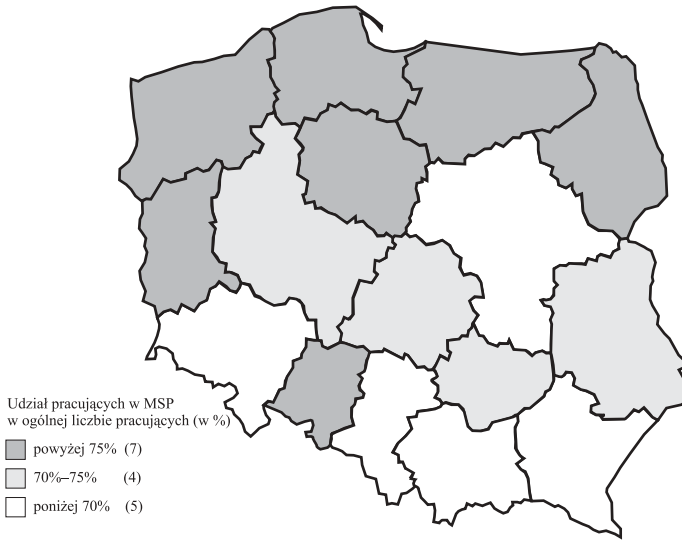 Udział pracujących w MSP
w ogólnej liczbie pracujących (w %)
powyżej 75% (7)
70%–75% (4)
poniżej 70% (5)